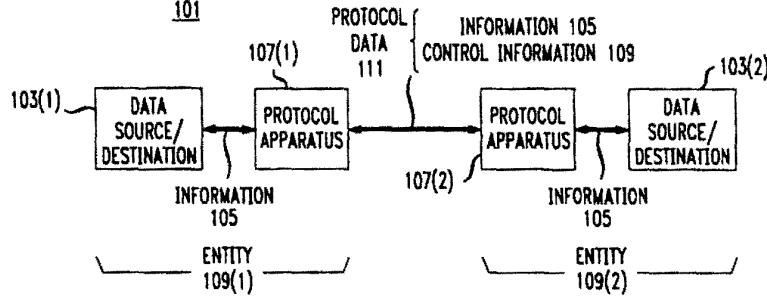 101
PROTOCOL
DATA
111
INFORMATION 105
CONTROL INFORMATION 109
107(1)
103(2)
103(1)
DATA
SOURCE/
DESTINATION
PROTOCOL
APPARATUS
PROTOCOL
APPARATUS
DATA
SOURCE/
DESTINATION
107(2)
INFORMATION
105
INFORMATION
105
ENTITY
109(1)
ENTITY
109(2)